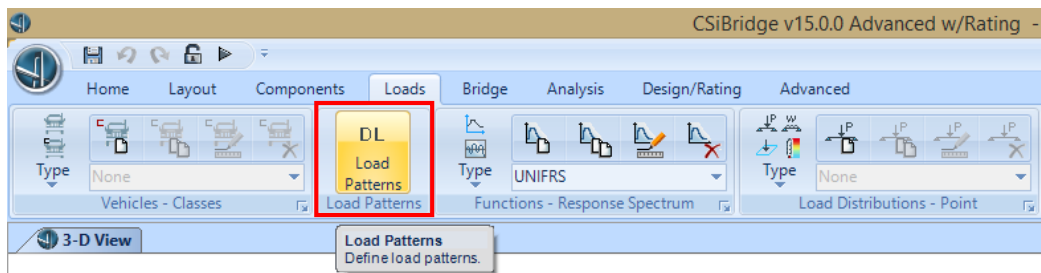 CSiBridge v15.0.0 Advanced w/Rating -
Home Layout Components Loads Bridge Analysis Design/Rating Advanced
Type
None
Vehicles - Classes
DL
Load
Patterns
Load Patterns
Type
UNIFRS
Functions - Response Spectrum
Type
None
Load Distributions - Point
3-D View
Load Patterns
Define load patterns.